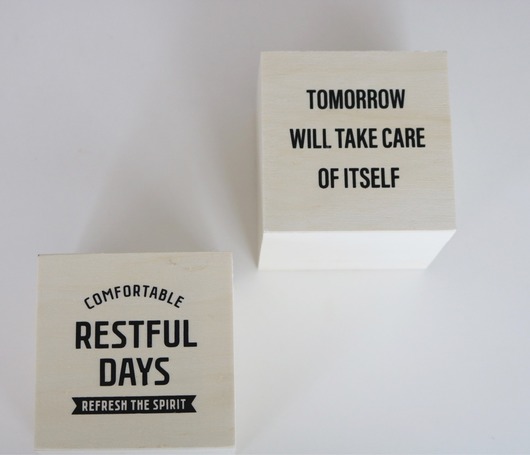 TOMORROW
WILL TAKE CARE
OF ITSELF
COMFORTABLE
RESTFUL
DAYS
REFRESH THE SPIRIT